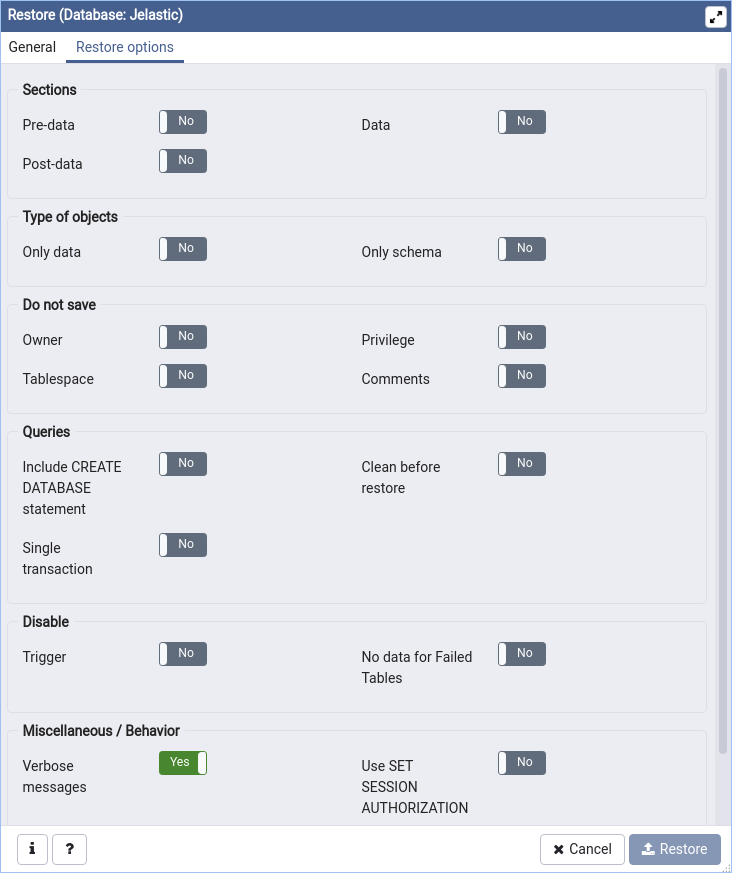 Restore (Database: Jelastic)
General Restore options
Sections
Pre-data No Data No
Post-data No
Type of objects
Only data No Only schema No
Do not save
Owner No Privilege No
Tablespace No Comments No
Queries
Include CREATE No Clean before No
DATABASE restore
statement
Single No
transaction
Disable
Trigger No No data for Failed No
Tables
Miscellaneous / Behavior
Verbose Yes Use SET No
messages SESSION
AUTHORIZATION
i ? Cancel Restore